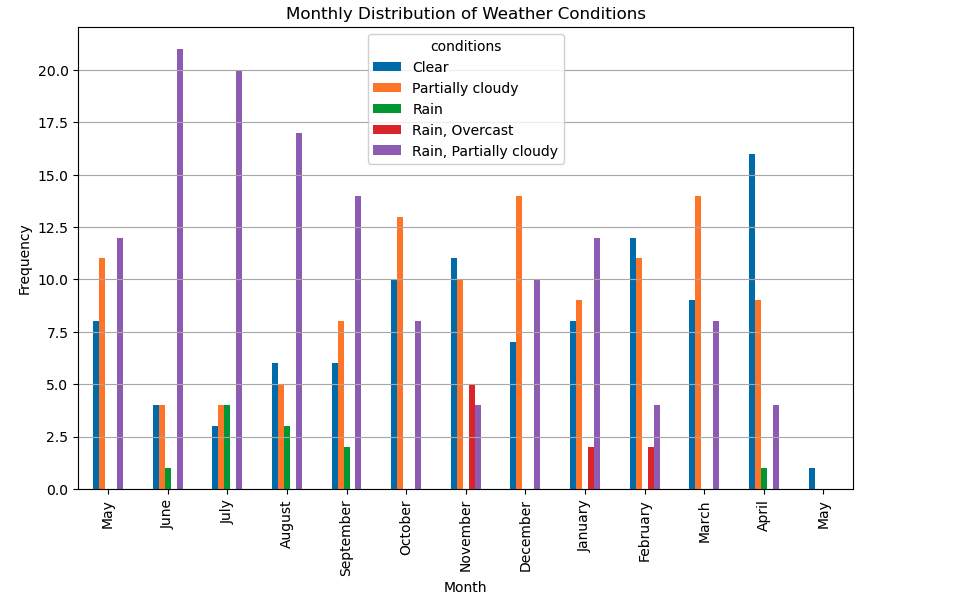 Monthly Distribution of Weather Conditions
conditions
Clear
Partially cloudy
Rain
Rain, Overcast
Rain, Partially cloudy
Frequency
20.0
17.5
15.0
12.5
10.0
7.5
5.0
2.5
0.0
May
June
July
August
September
October
November
December
January
February
March
April
May
Month